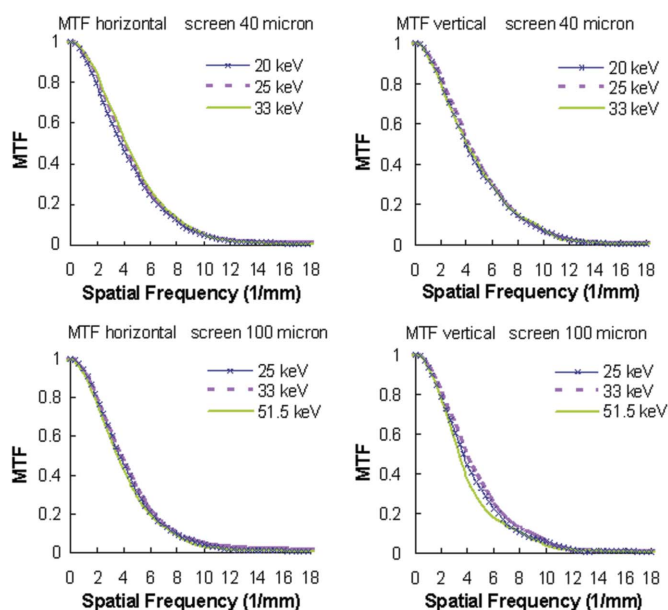 MTF horizontal screen 40 micron
20 keV
25 keV
33 keV
MTF
1
0.8
0.6
0.4
0.2
0
0 2 4 6 8 10 12 14 16 18
Spatial Frequency (1/mm)
MTF vertical screen 40 micron
20 keV
25 keV
33 keV
MTF
1
0.8
0.6
0.4
0.2
0
0 2 4 6 8 10 12 14 16 18
Spatial Frequency (1/mm)
MTF horizontal screen 100 micron
25 keV
33 keV
51.5 keV
MTF
1
0.8
0.6
0.4
0.2
0
0 2 4 6 8 10 12 14 16 18
Spatial Frequency (1/mm)
MTF vertical screen 100 micron
25 keV
33 keV
51.5 keV
MTF
1
0.8
0.6
0.4
0.2
0
0 2 4 6 8 10 12 14 16 18
Spatial Frequency (1/mm)